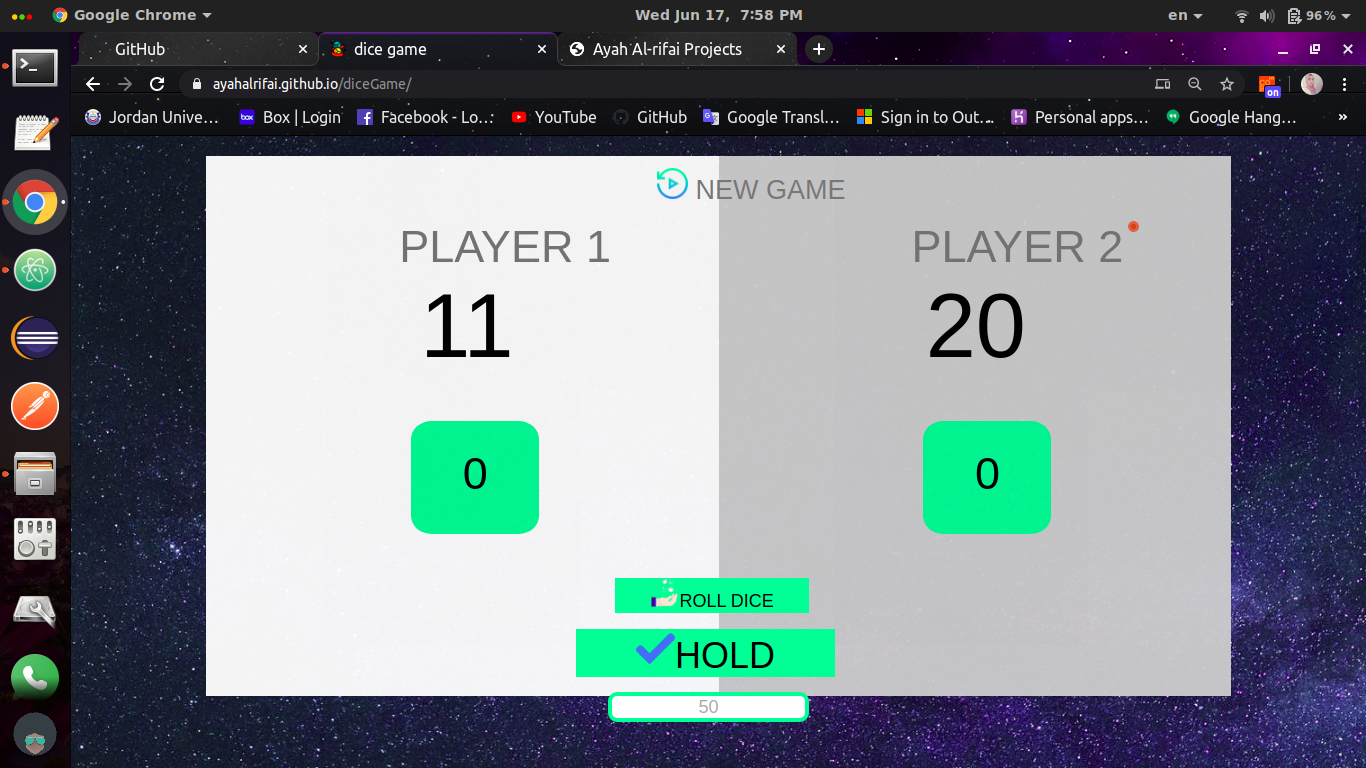 Google Chrome Wed Jun 17, 7:58 PM en 96%
GitHub dice game Ayah Al-rifai Projects
ayahalrifai.github.io/diceGame/ on
Jordan Unive… box Box | Login Facebook - Lo… YouTube GitHub Google Transl… Sign in to Out… Personal apps… Google Hang… »
NEW GAME
PLAYER 1 PLAYER 2
11 20
0 0
ROLL DICE
HOLD
50